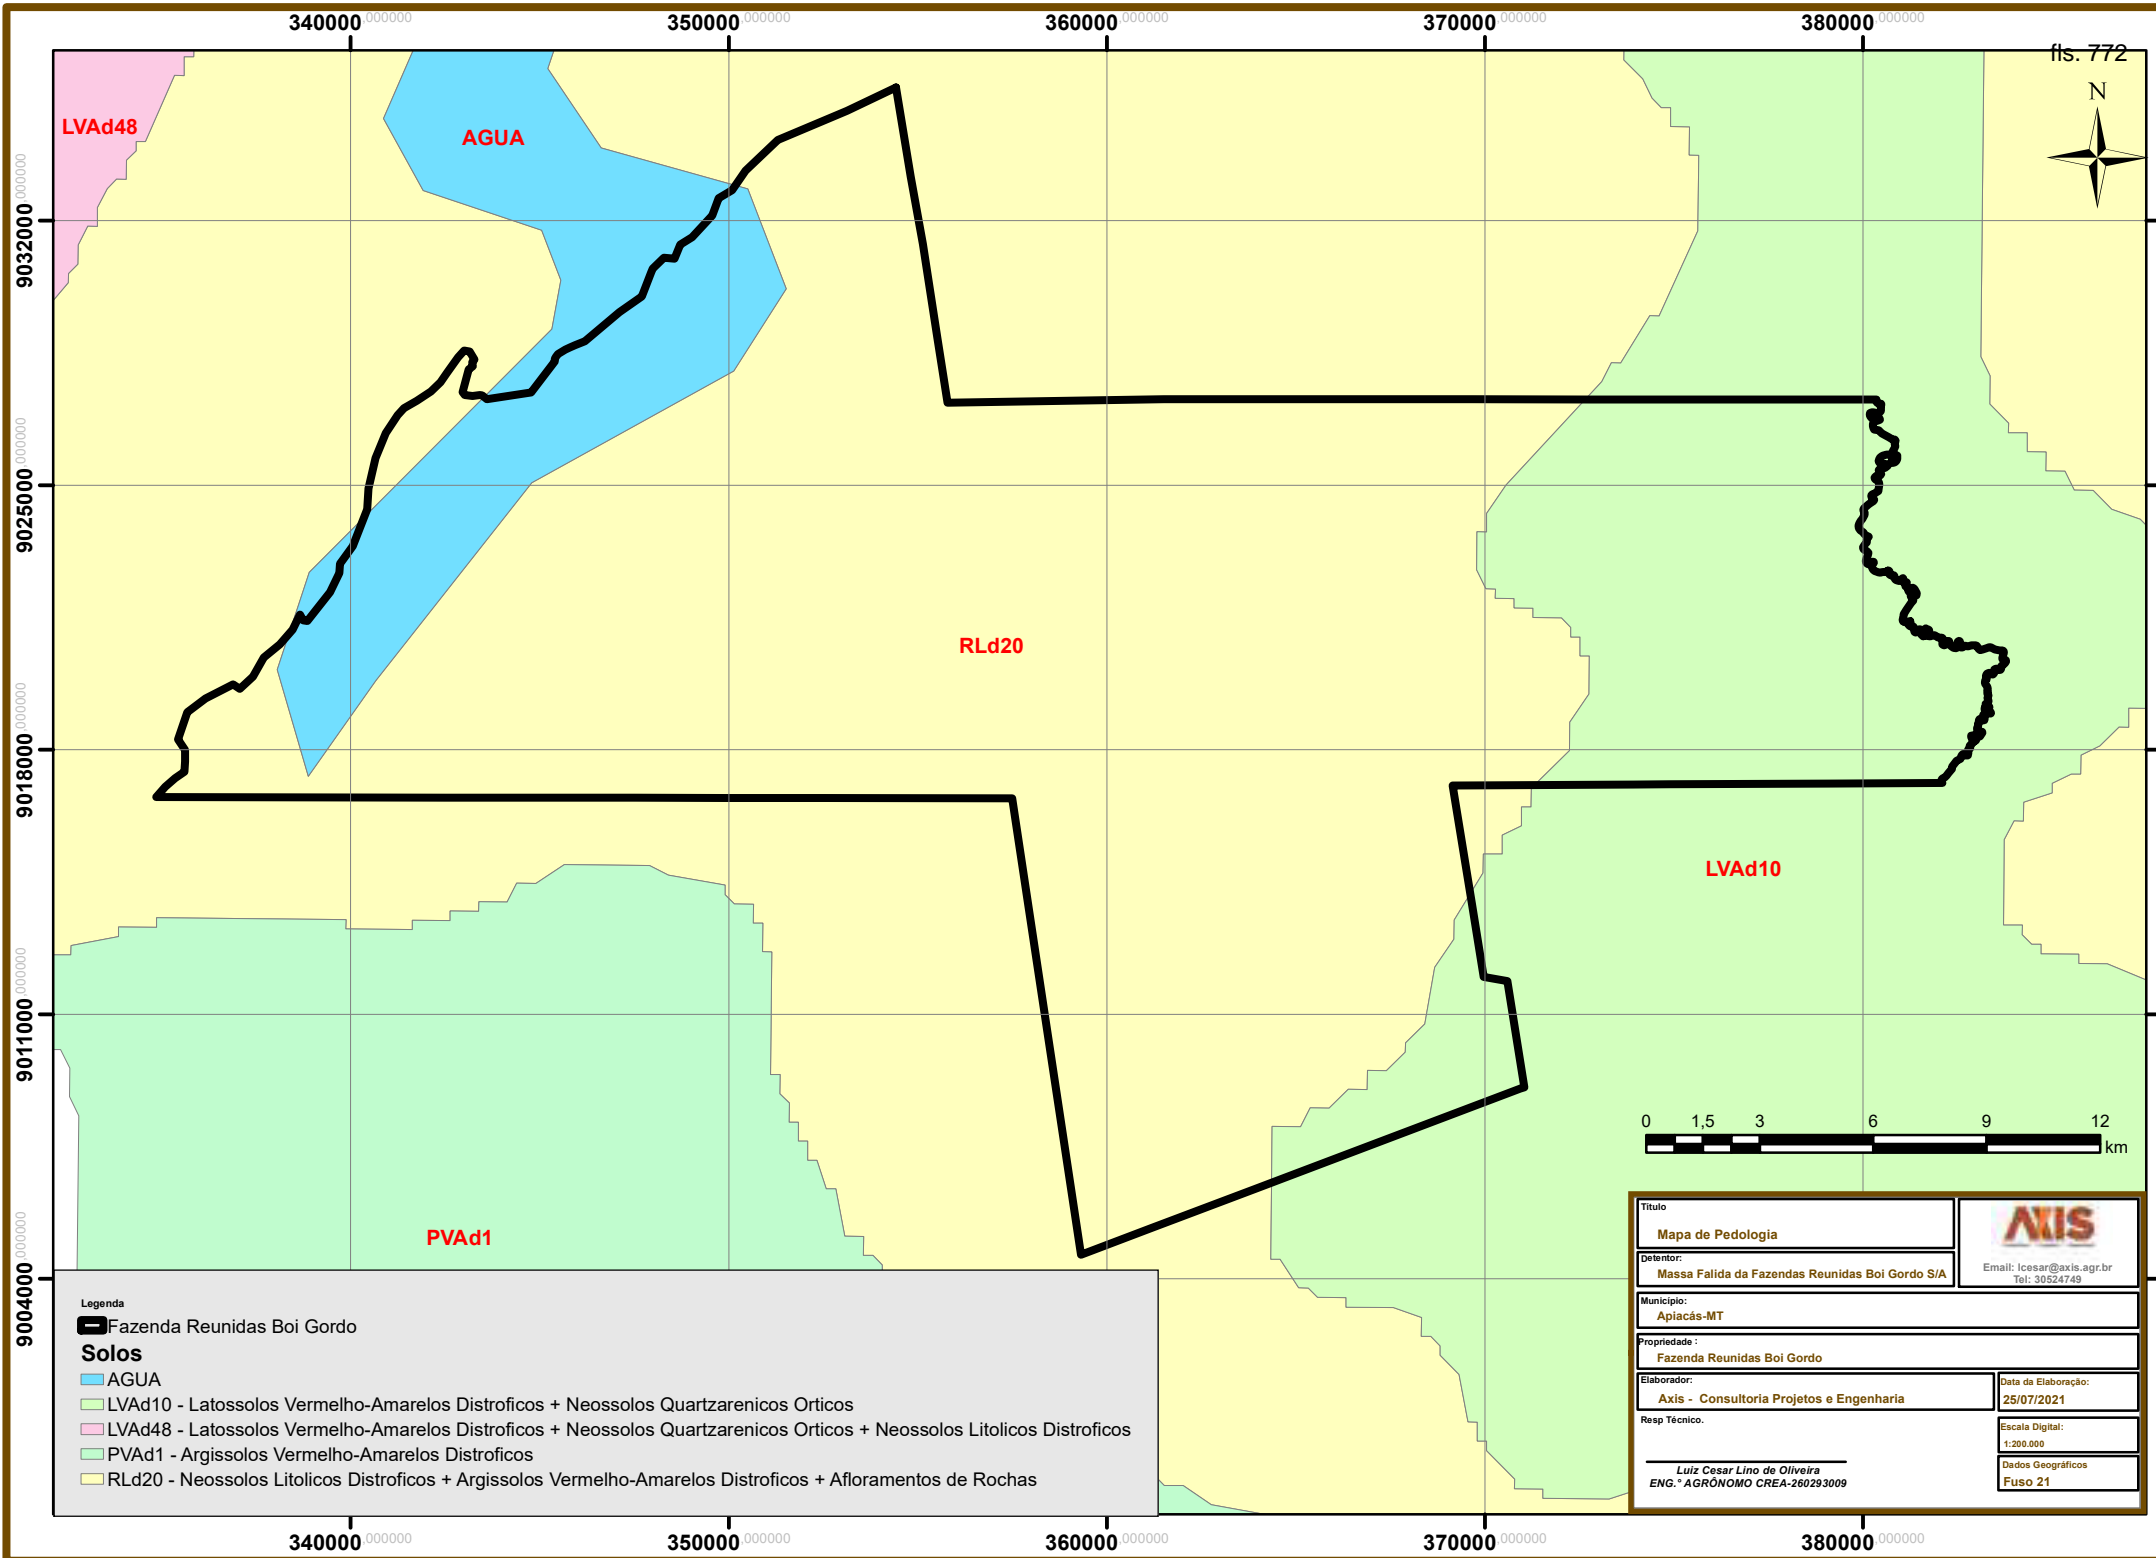 340000,000000 350000,000000 360000,000000 370000,000000 380000,000000
fls. 772
N
LVAd48
AGUA
9032000,000000
9025000,000000
RLd20
9018000,000000
LVAd10
9011000,000000
0 1,5 3 6 9 12
km
PVAd1
9004000,000000
Legenda
Fazenda Reunidas Boi Gordo
Solos
AGUA
LVAd10 - Latossolos Vermelho-Amarelos Distroficos + Neossolos Quartzarenicos Orticos
LVAd48 - Latossolos Vermelho-Amarelos Distroficos + Neossolos Quartzarenicos Orticos + Neossolos Litolicos Distroficos
PVAd1 - Argissolos Vermelho-Amarelos Distroficos
RLd20 - Neossolos Litolicos Distroficos + Argissolos Vermelho-Amarelos Distroficos + Afloramentos de Rochas
Titulo
Mapa de Pedologia
AXIS
Email: lcesar@axis.agr.br
Tel: 30524749
Detentor:
Massa Falida da Fazendas Reunidas Boi Gordo S/A
Município:
Apiacás-MT
Propriedade :
Fazenda Reunidas Boi Gordo
Elaborador:
Axis - Consultoria Projetos e Engenharia
Data da Elaboração:
25/07/2021
Resp Técnico.
Escala Digital:
1:200.000
Luiz Cesar Lino de Oliveira
ENG.º AGRÔNOMO CREA-260293009
Dados Geográficos
Fuso 21
340000,000000 350000,000000 360000,000000 370000,000000 380000,000000